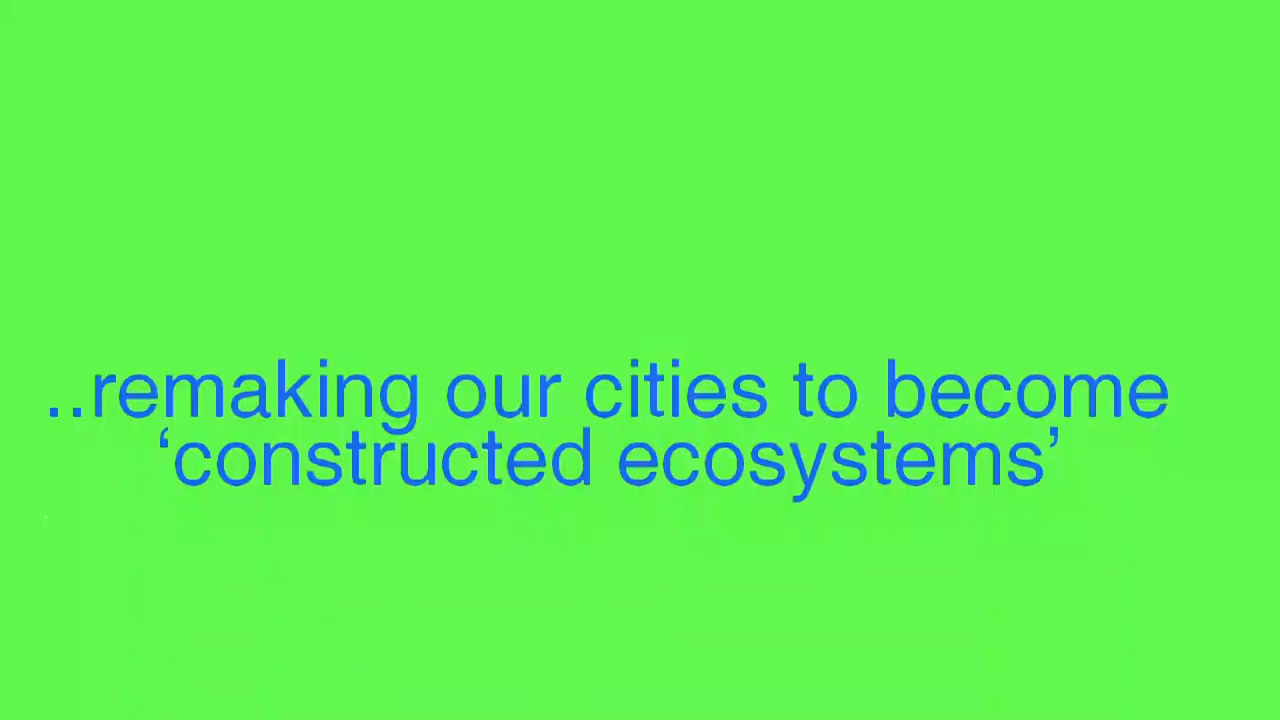 ..remaking our cities to become
‘constructed ecosystems’